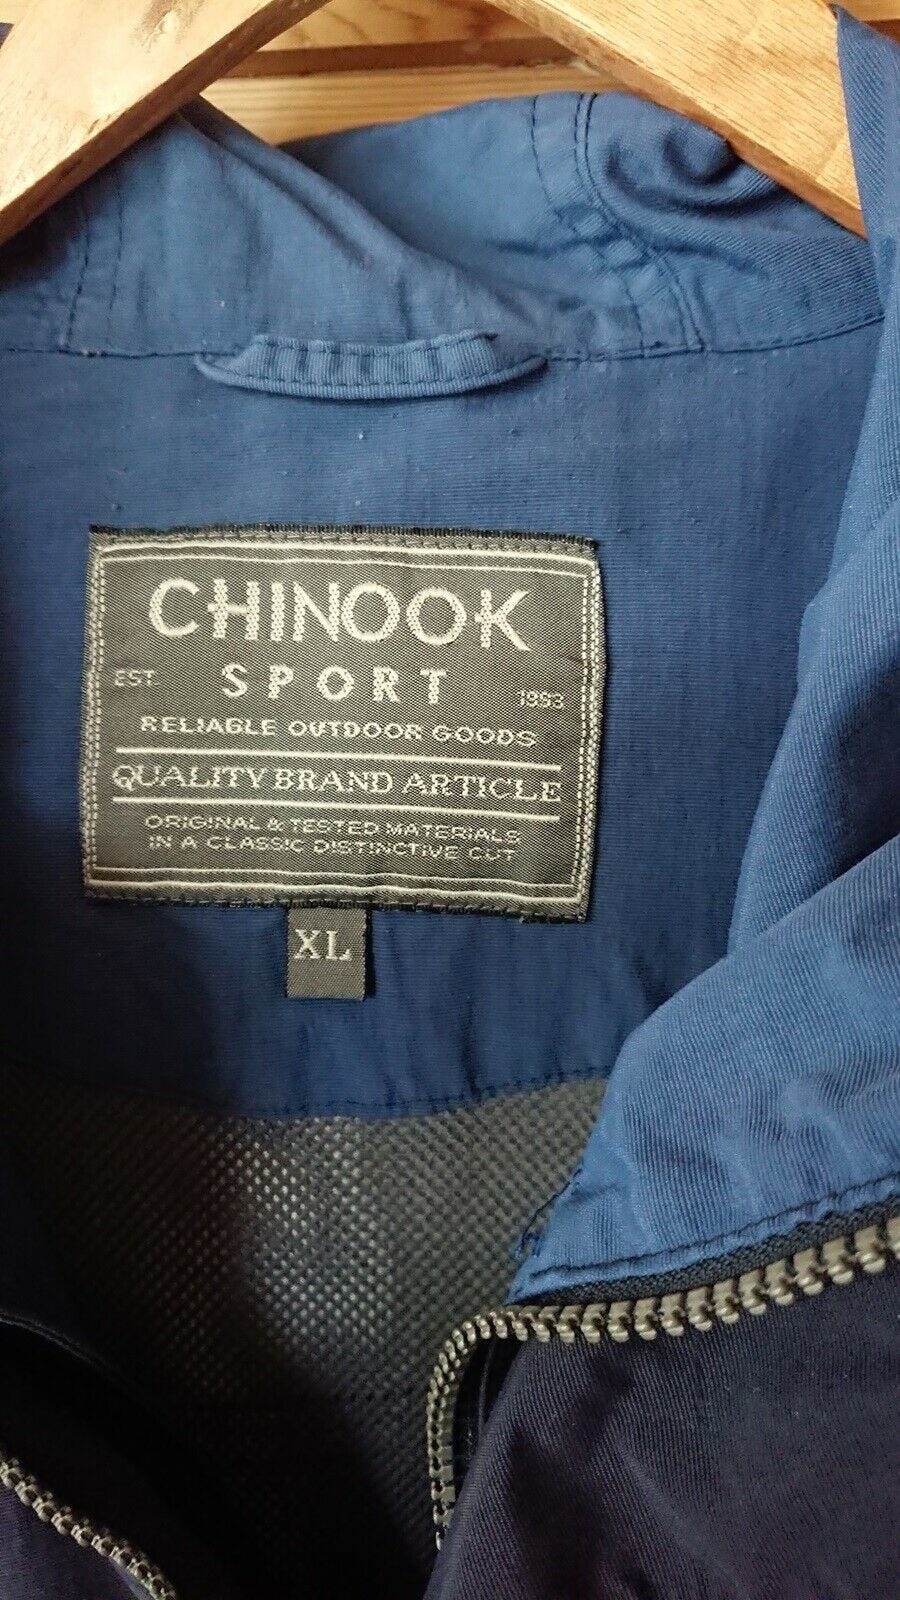 CHINOOK
EST. SPORT 1993
RELIABLE OUTDOOR GOODS
QUALITY BRAND ARTICLE
ORIGINAL & TESTED MATERIALS
IN A CLASSIC DISTINCTIVE CUT
XL